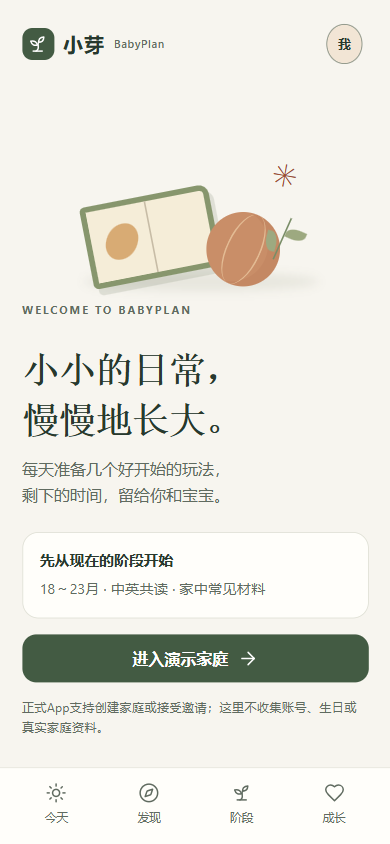 小芽 BabyPlan
我
WELCOME TO BABYPLAN
小小的日常，
慢慢地长大。
每天准备几个好开始的玩法，
剩下的时间，留给你和宝宝。
先从现在的阶段开始
18～23月 · 中英共读 · 家中常见材料
进入演示家庭 →
正式App支持创建家庭或接受邀请；这里不收集账号、生日或
真实家庭资料。
今天 发现 阶段 成长